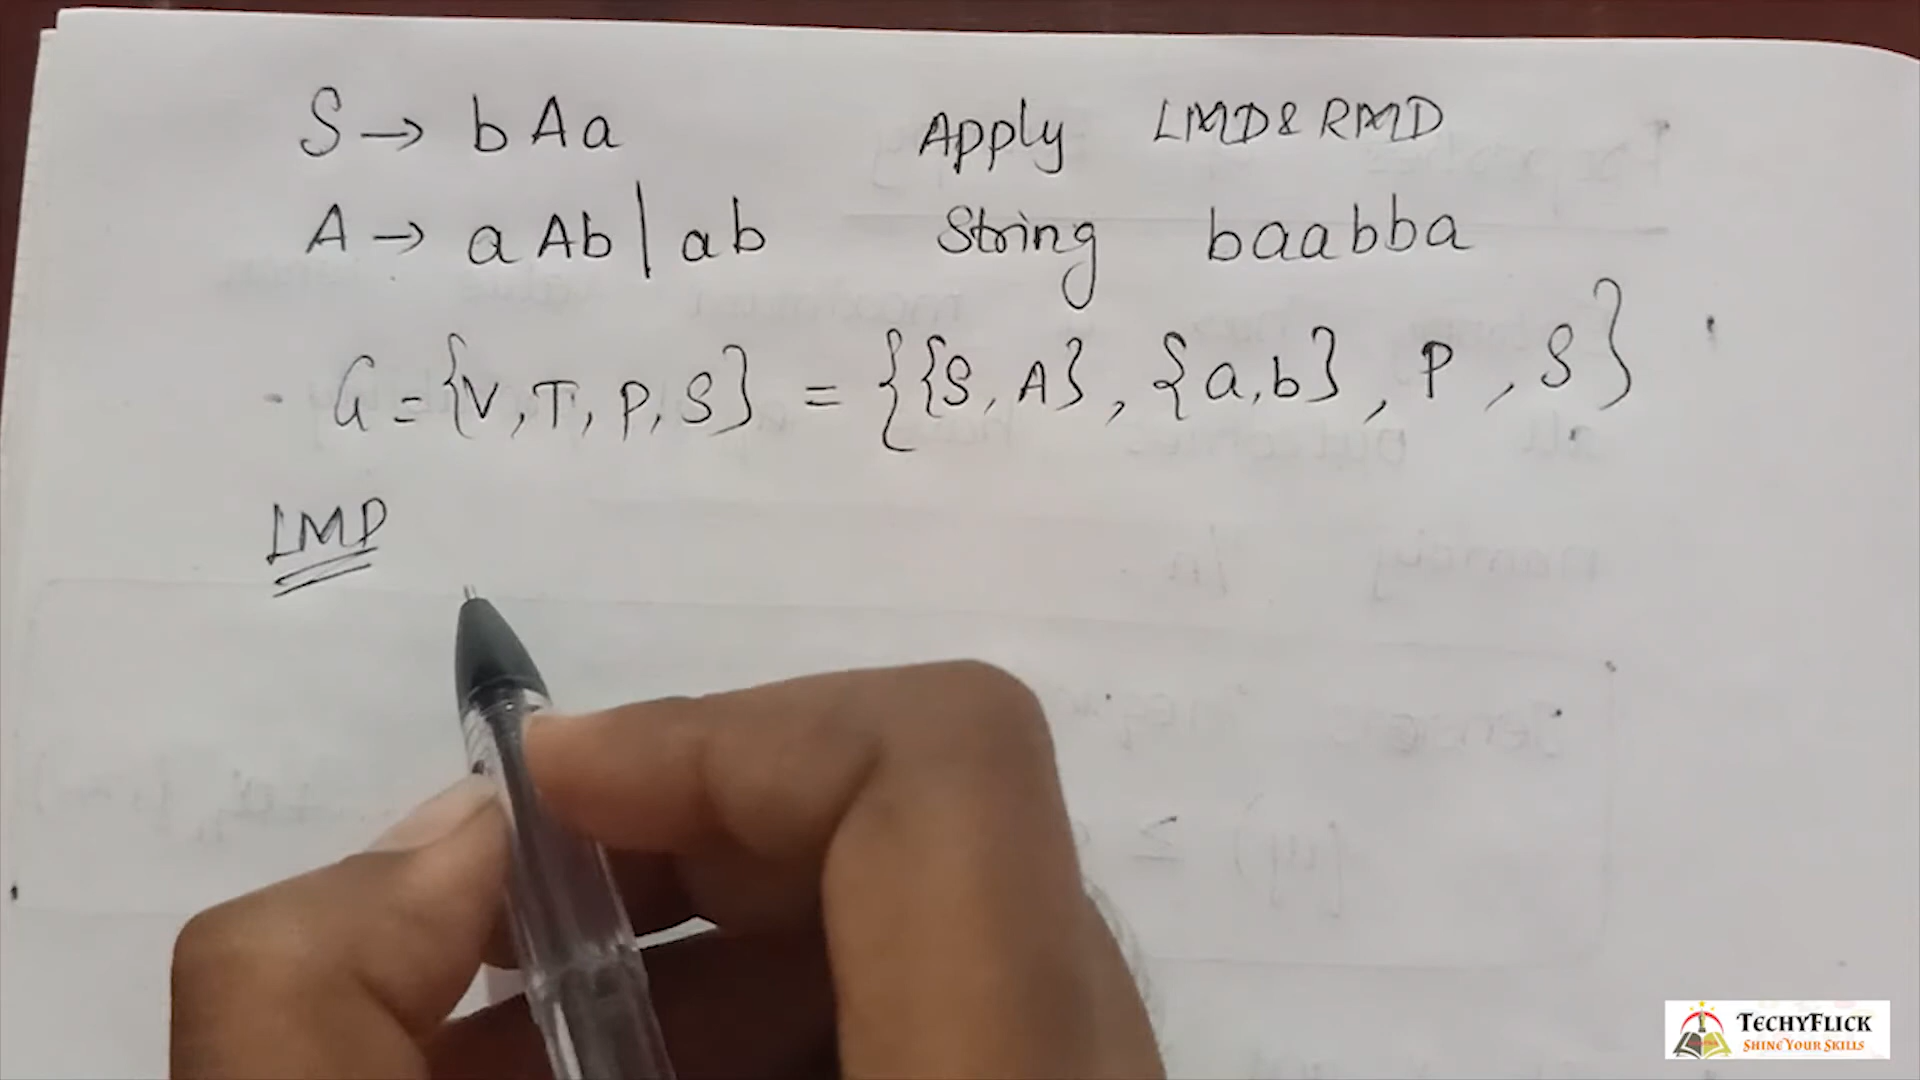 S → bAa Apply LMD & RMD
A → aAb | ab String baabba
G = {V, T, P, S} = {{S, A}, {a, b}, P, S}
LMD
TECHYFLICK
SHINE YOUR SKILLS